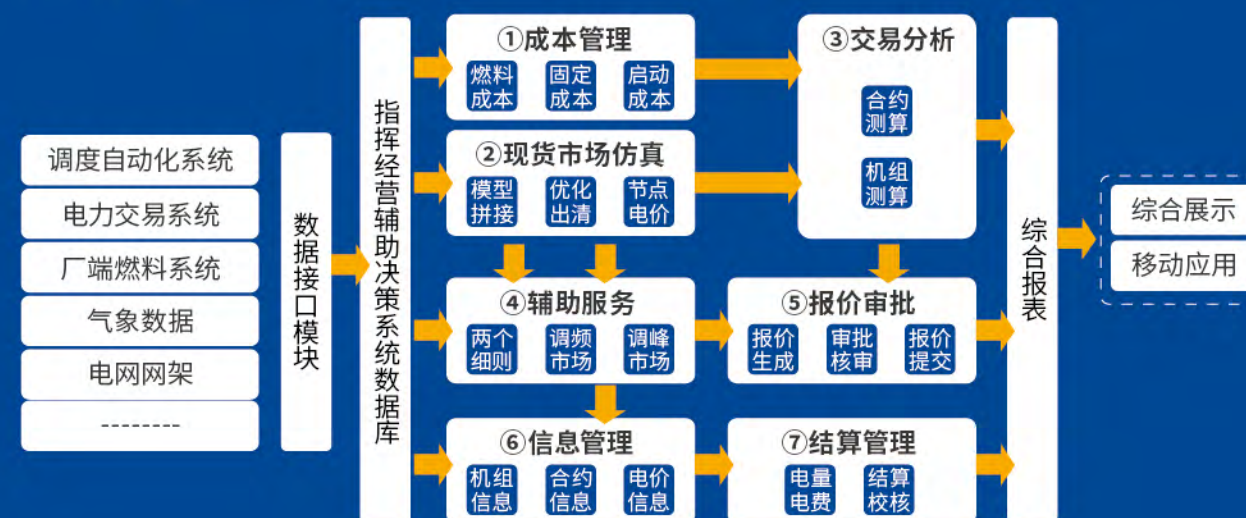 调度自动化系统
电力交易系统
厂端燃料系统
气象数据
电网网架
--------
数据接口模块
指挥经营辅助决策系统数据库
①成本管理
燃料
成本
固定
成本
启动
成本
②现货市场仿真
模型
拼接
优化
出清
节点
电价
③交易分析
合约
测算
机组
测算
④辅助服务
两个
细则
调频
市场
调峰
市场
⑤报价审批
报价
生成
审批
核审
报价
提交
⑥信息管理
机组
信息
合约
信息
电价
信息
⑦结算管理
电量
电费
结算
校核
综合报表
综合展示
移动应用